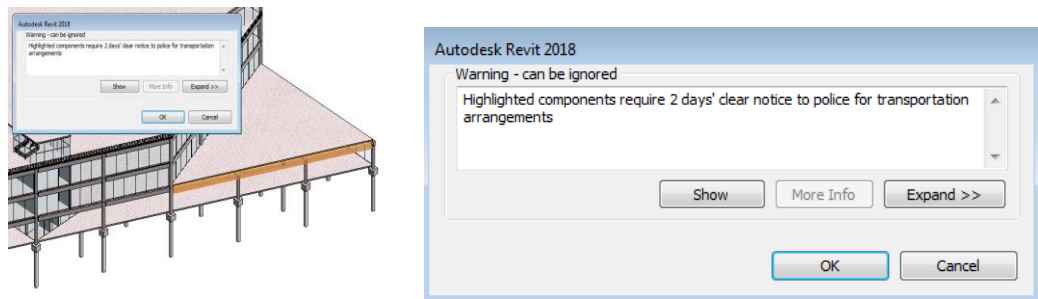 Autodesk Revit 2018
Warning - can be ignored
Highlighted components require 2 days' clear notice to police for transportation
arrangements
Show More Info Expand >>
OK Cancel
Autodesk Revit 2018
Warning - can be ignored
Highlighted components require 2 days' clear notice to police for transportation
arrangements
Show More Info Expand >>
OK Cancel